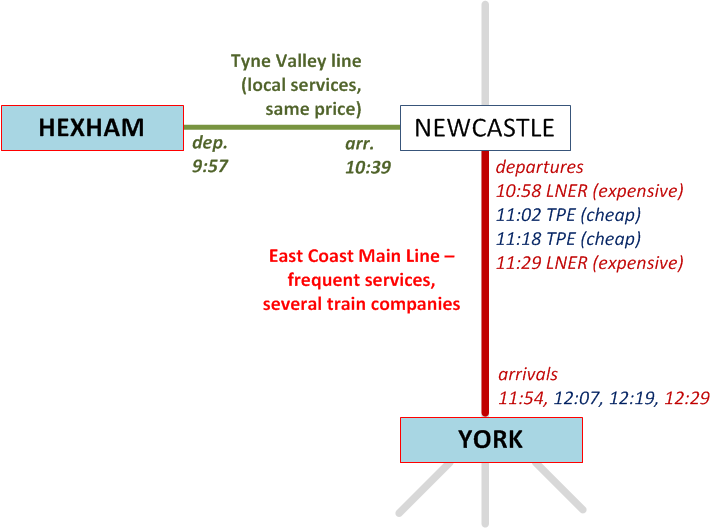 Tyne Valley line
(local services,
same price)
HEXHAM
NEWCASTLE
dep.
9:57
arr.
10:39
departures
10:58 LNER (expensive)
11:02 TPE (cheap)
11:18 TPE (cheap)
11:29 LNER (expensive)
East Coast Main Line –
frequent services,
several train companies
arrivals
11:54, 12:07, 12:19, 12:29
YORK